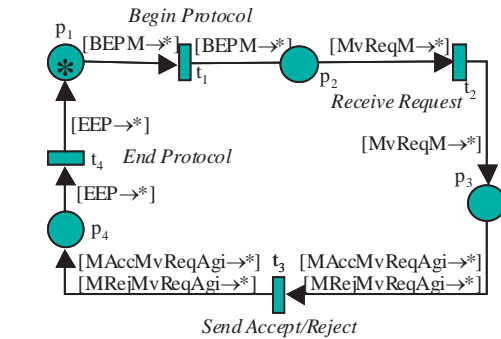 Begin Protocol
p1 [BEPM→*] [BEPM→*] [MvReqM→*]
*
t1 p2 t2
Receive Request
[EEP→*]
[MvReqM→*]
t4 End Protocol
p3
[EEP→*]
p4
[MAccMvReqAgi→*] t3 [MAccMvReqAgi→*]
[MRejMvReqAgi→*] [MRejMvReqAgi→*]
Send Accept/Reject